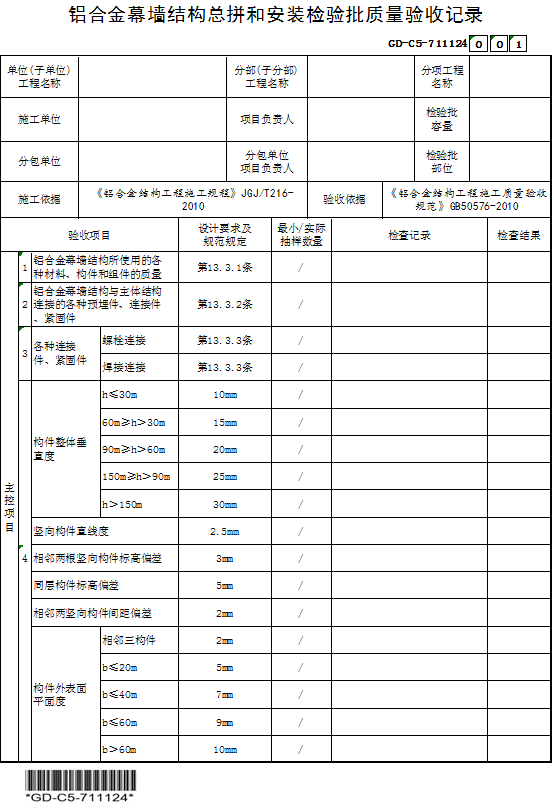 铝合金幕墙结构总拼和安装检验批质量验收记录
GD-C5-711124 0 0 1
单位(子单位)
工程名称
分部(子分部)
工程名称
分项工程
名称
施工单位
项目负责人
检验批
容量
分包单位
分包单位
项目负责人
检验批
部位
施工依据
《铝合金结构工程施工规程》JGJ/T216-
2010
验收依据
《铝合金结构工程施工质量验收
规范》GB50576-2010
验收项目
设计要求及
规范规定
最小/实际
抽样数量
检查记录
检查结果
主
控
项
目
1
铝合金幕墙结构所使用的各
种材料、构件和组件的质量
第13.3.1条
/
2
铝合金幕墙结构与主体结构
连接的各种预埋件、连接件
、紧固件
第13.3.2条
/
3
各种连接
件、紧固件
螺栓连接
第13.3.3条
/
焊接连接
第13.3.3条
/
4
构件整体垂
直度
h≤30m
10mm
/
60m≥h＞30m
15mm
/
90m≥h＞60m
20mm
/
150m≥h＞90m
25mm
/
h＞150m
30mm
/
竖向构件直线度
2.5mm
/
相邻两根竖向构件标高偏差
3mm
/
同层构件标高偏差
5mm
/
相邻两竖向构件间距偏差
2mm
/
构件外表面
平面度
相邻三构件
2mm
/
b≤20m
5mm
/
b≤40m
7mm
/
b≤60m
9mm
/
b＞60m
10mm
/
*GD-C5-711124*